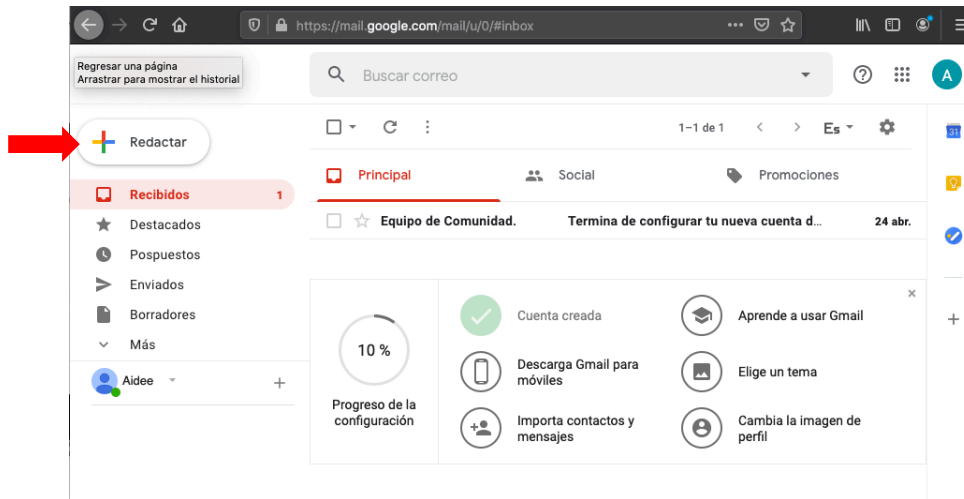 https://mail.google.com/mail/u/0/#inbox
Regresar una página
Arrastrar para mostrar el historial
Buscar correo
A
Redactar
1–1 de 1
Es
31
Principal
Social
Promociones
Recibidos 1
Equipo de Comunidad. Termina de configurar tu nueva cuenta d... 24 abr.
Destacados
Pospuestos
Enviados
Borradores
Más
Aidee
10 %
Progreso de la
configuración
Cuenta creada
Aprende a usar Gmail
Descarga Gmail para
móviles
Elige un tema
Importa contactos y
mensajes
Cambia la imagen de
perfil